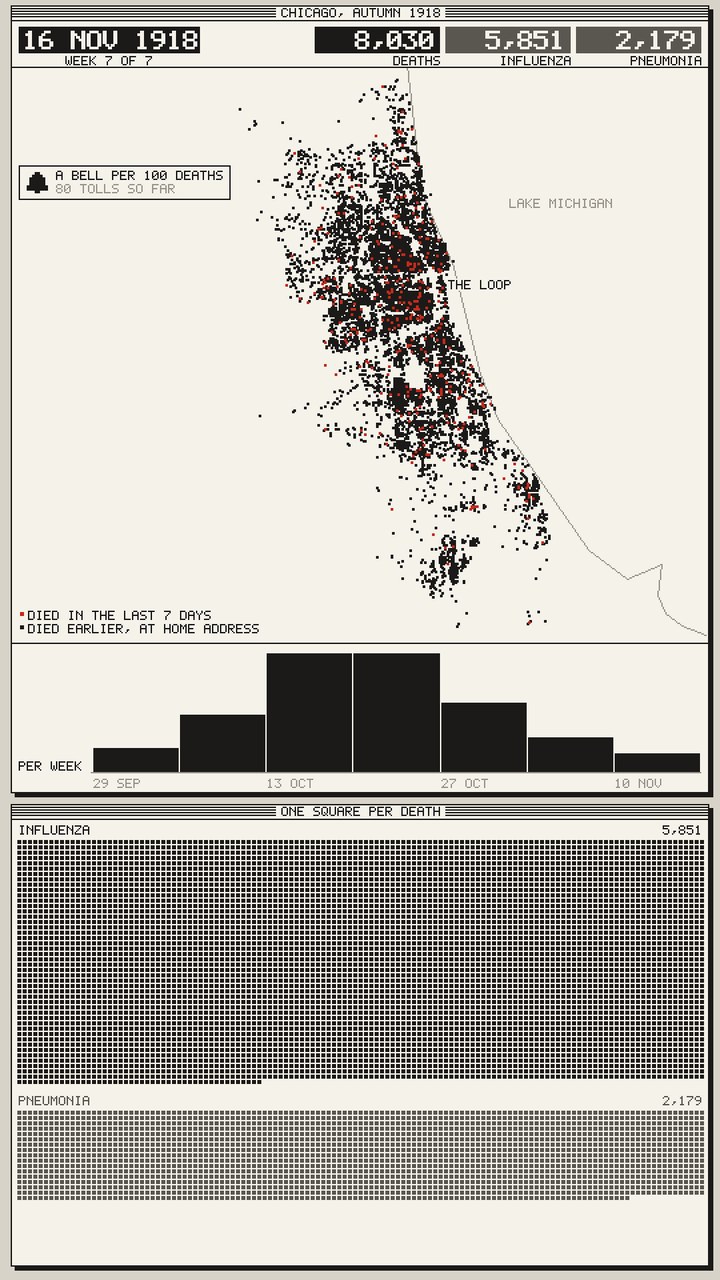 CHICAGO, AUTUMN 1918
16 NOV 1918
8,030
5,851
2,179
WEEK 7 OF 7
DEATHS
INFLUENZA
PNEUMONIA
A BELL PER 100 DEATHS
80 TOLLS SO FAR
LAKE MICHIGAN
THE LOOP
DIED IN THE LAST 7 DAYS
DIED EARLIER, AT HOME ADDRESS
PER WEEK
29 SEP
13 OCT
27 OCT
10 NOV
ONE SQUARE PER DEATH
INFLUENZA
5,851
PNEUMONIA
2,179